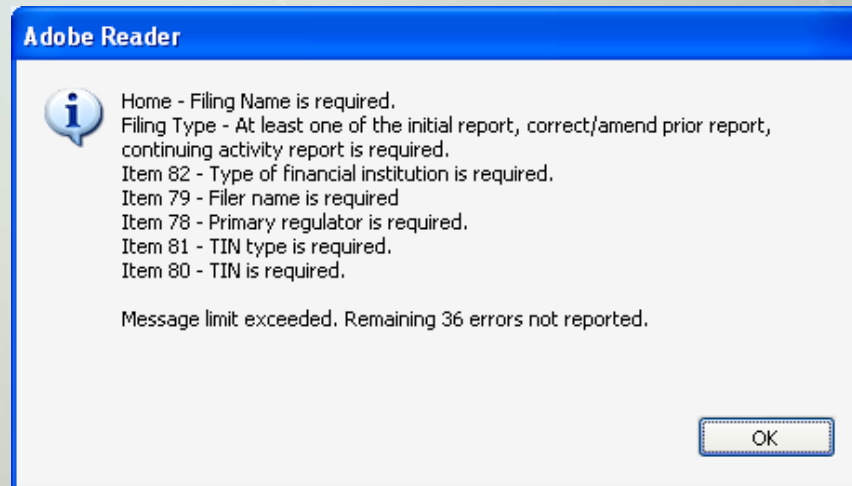 Adobe Reader
Home - Filing Name is required.
Filing Type - At least one of the initial report, correct/amend prior report,
continuing activity report is required.
Item 82 - Type of financial institution is required.
Item 79 - Filer name is required
Item 78 - Primary regulator is required.
Item 81 - TIN type is required.
Item 80 - TIN is required.
Message limit exceeded. Remaining 36 errors not reported.
OK